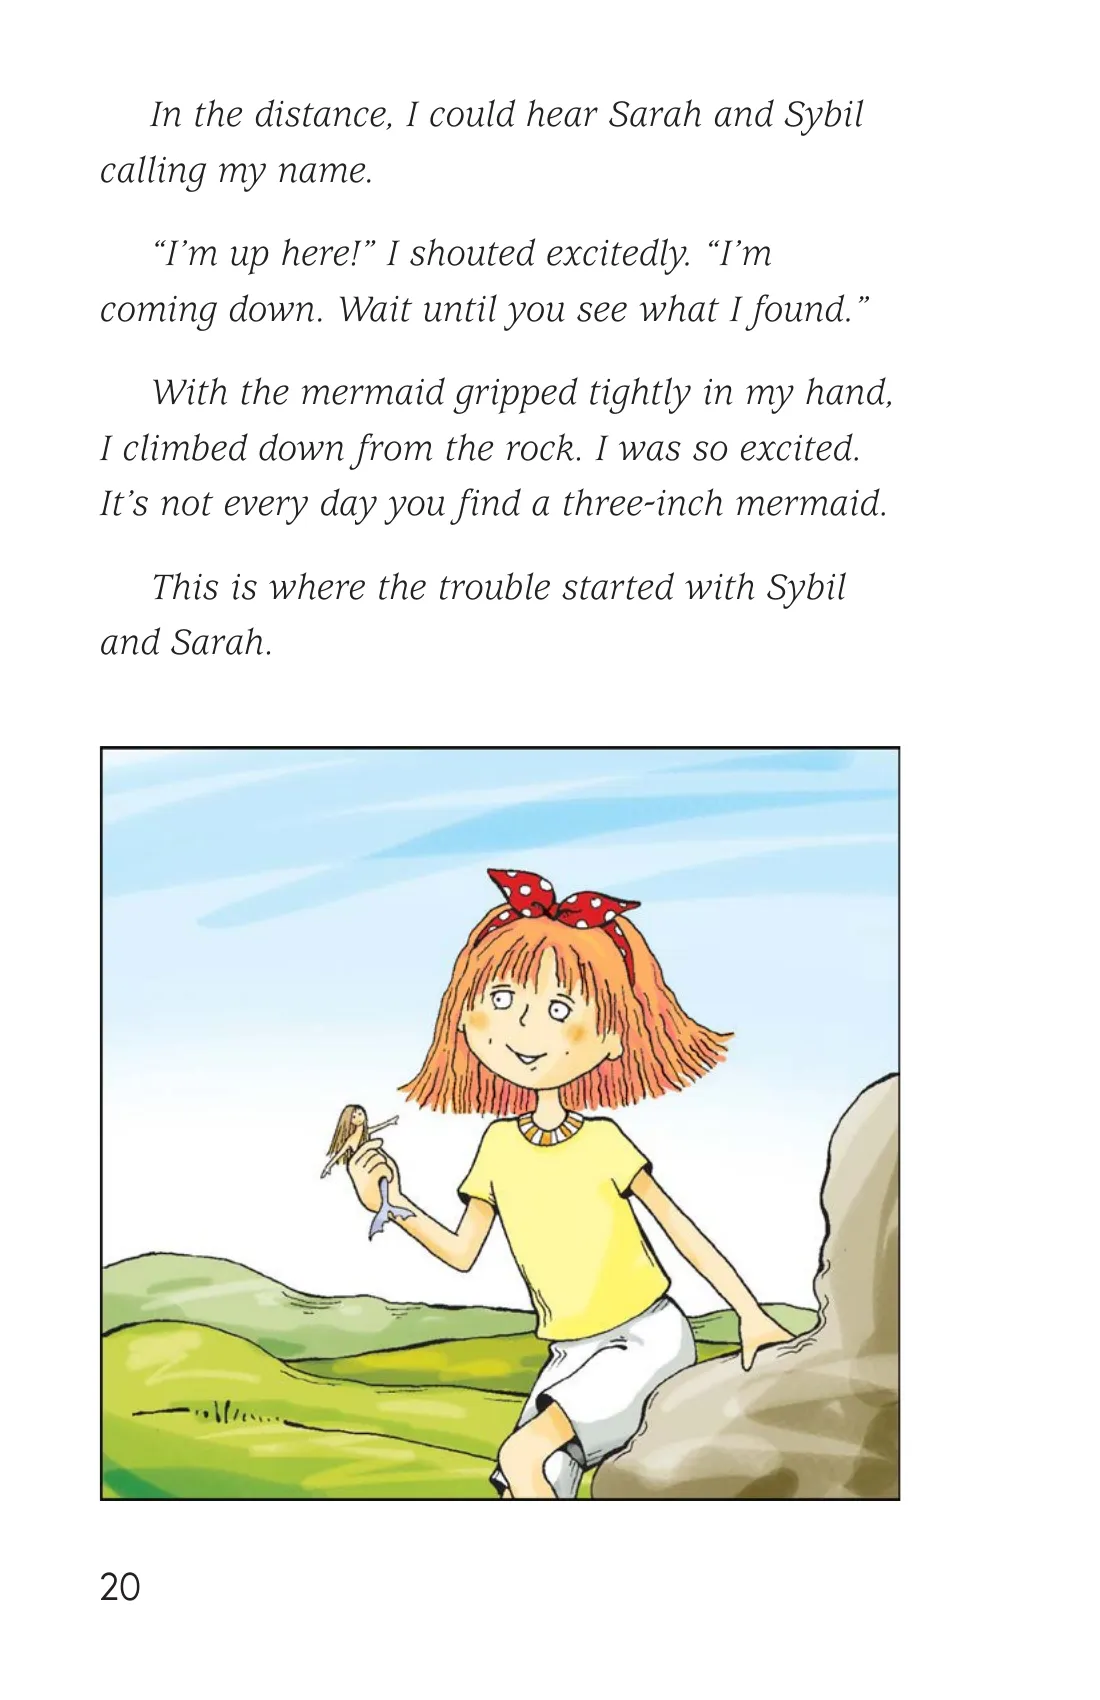 In the distance, I could hear Sarah and Sybil
calling my name.
“I’m up here!” I shouted excitedly. “I’m
coming down. Wait until you see what I found.”
With the mermaid gripped tightly in my hand,
I climbed down from the rock. I was so excited.
It’s not every day you find a three-inch mermaid.
This is where the trouble started with Sybil
and Sarah.
20